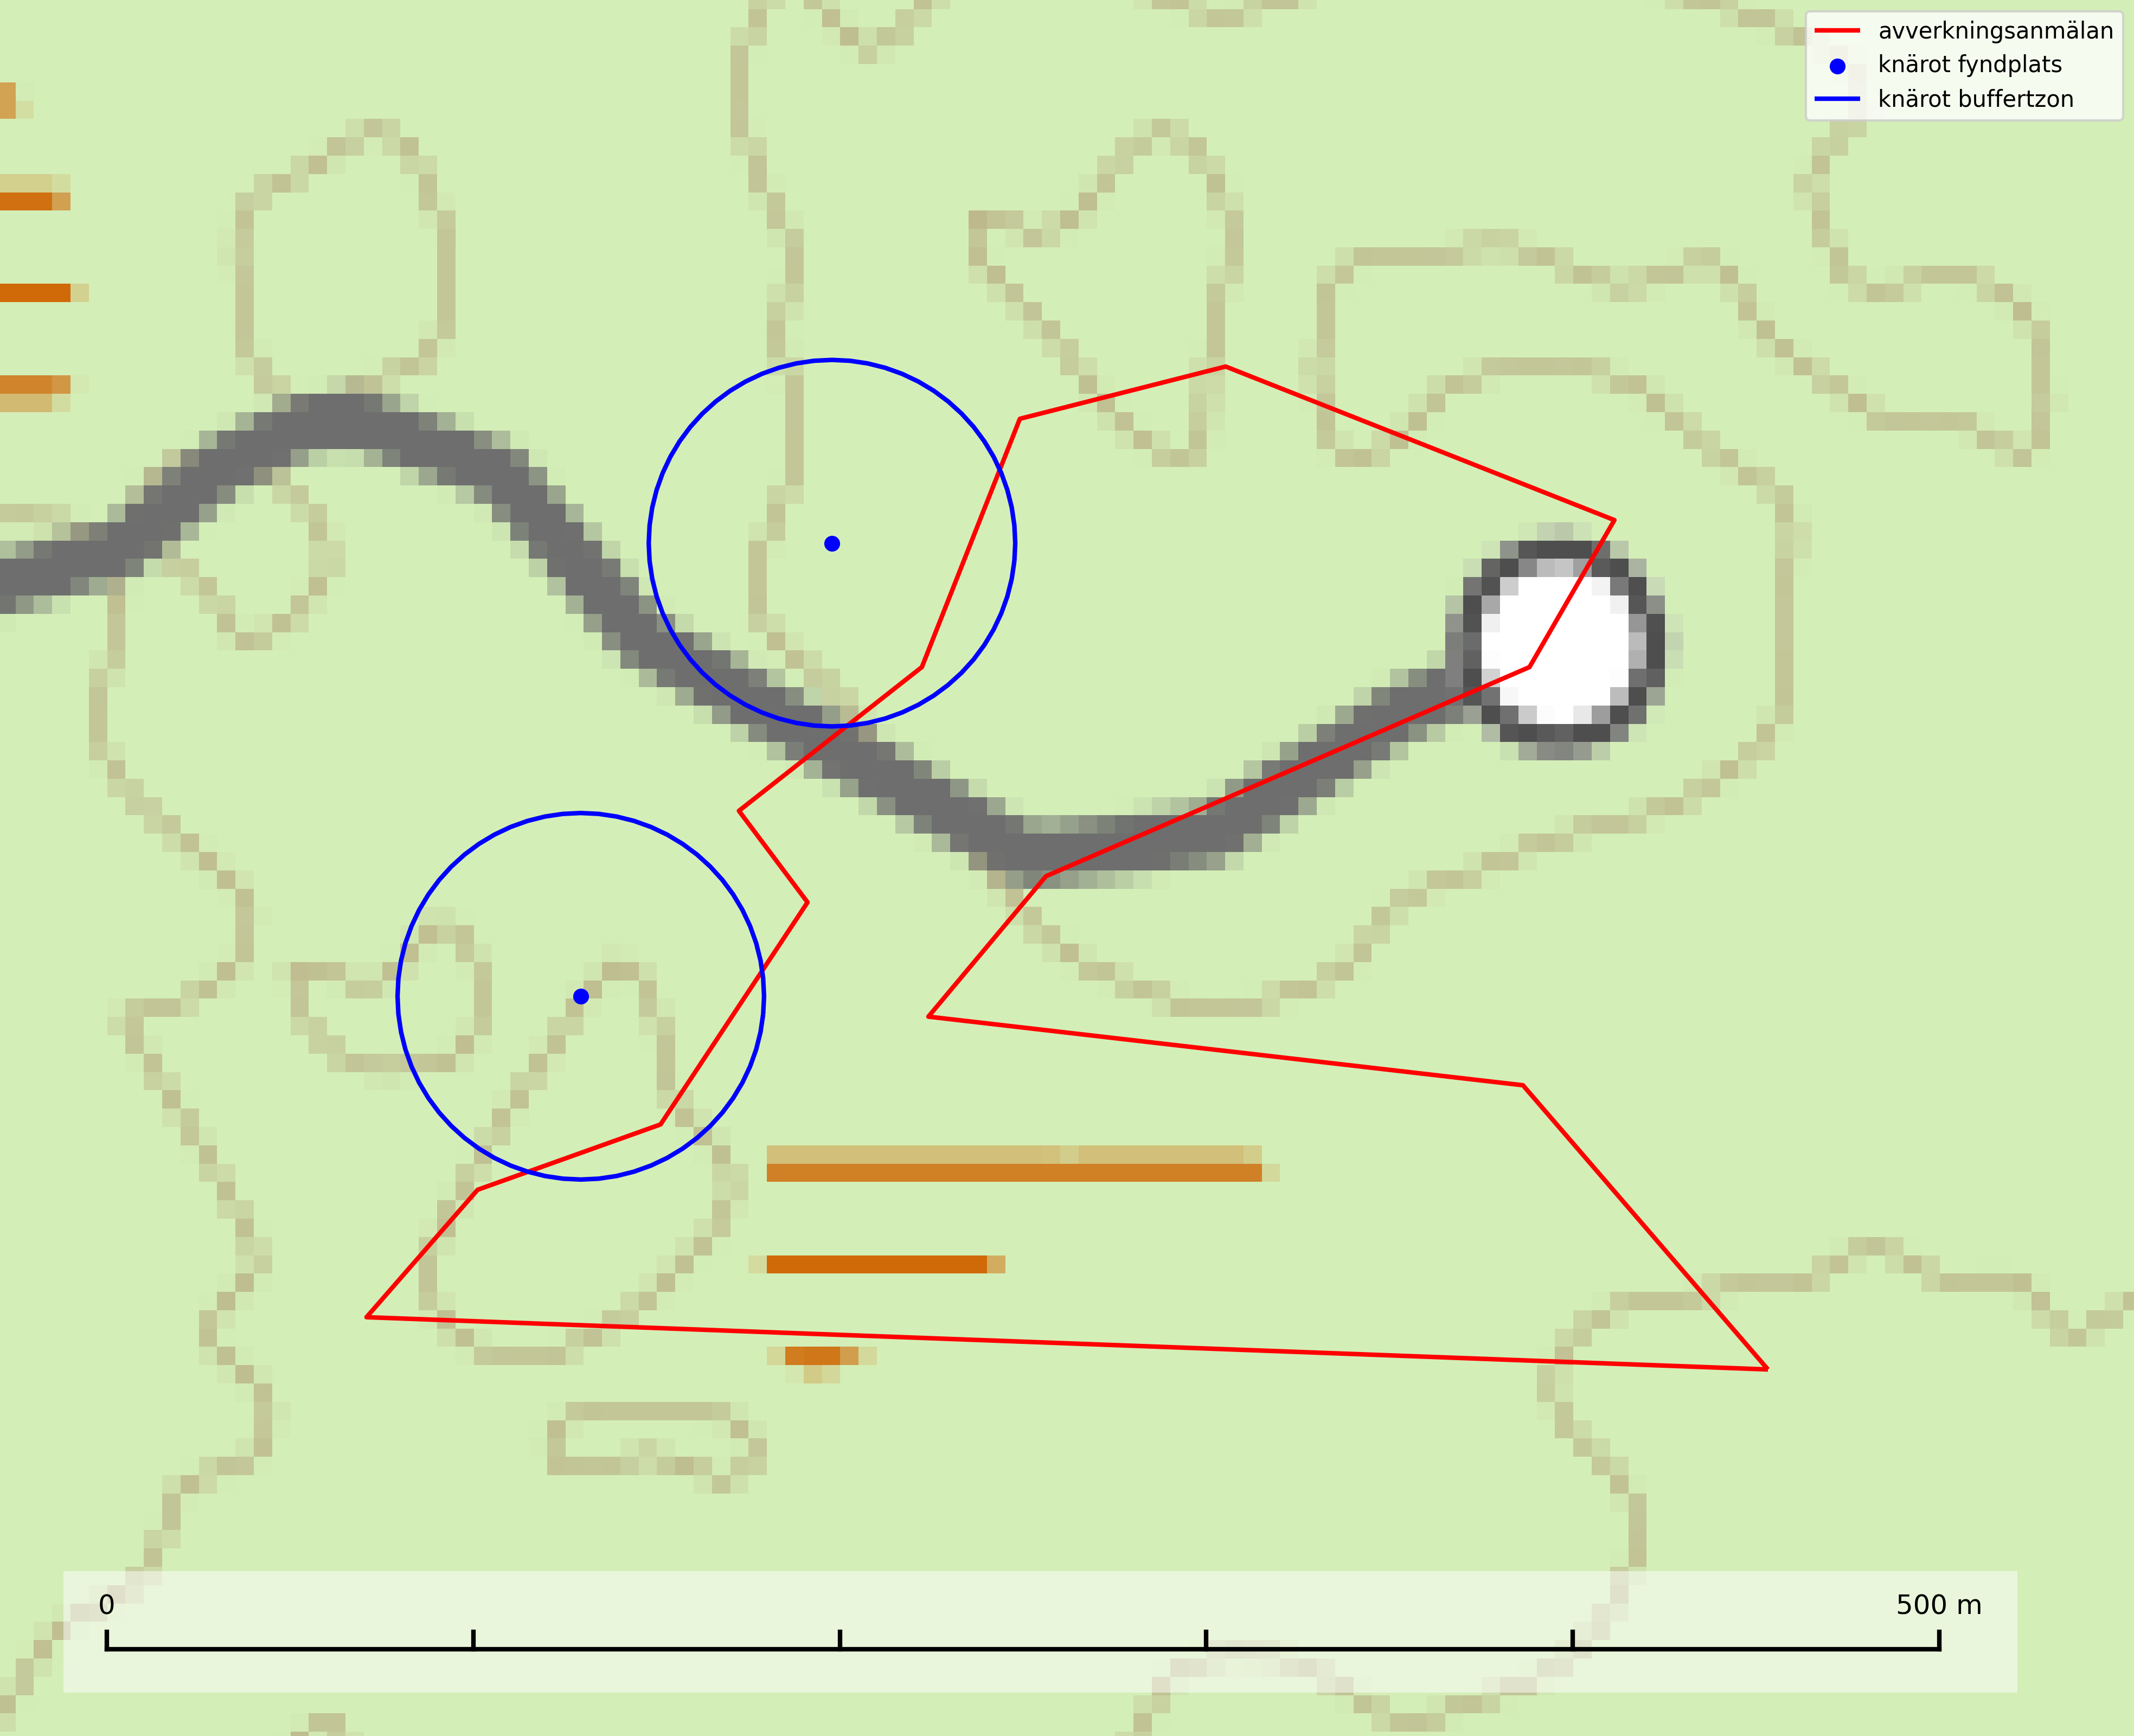 avverkningsanmälan
knärot fyndplats
knärot buffertzon
0
500 m